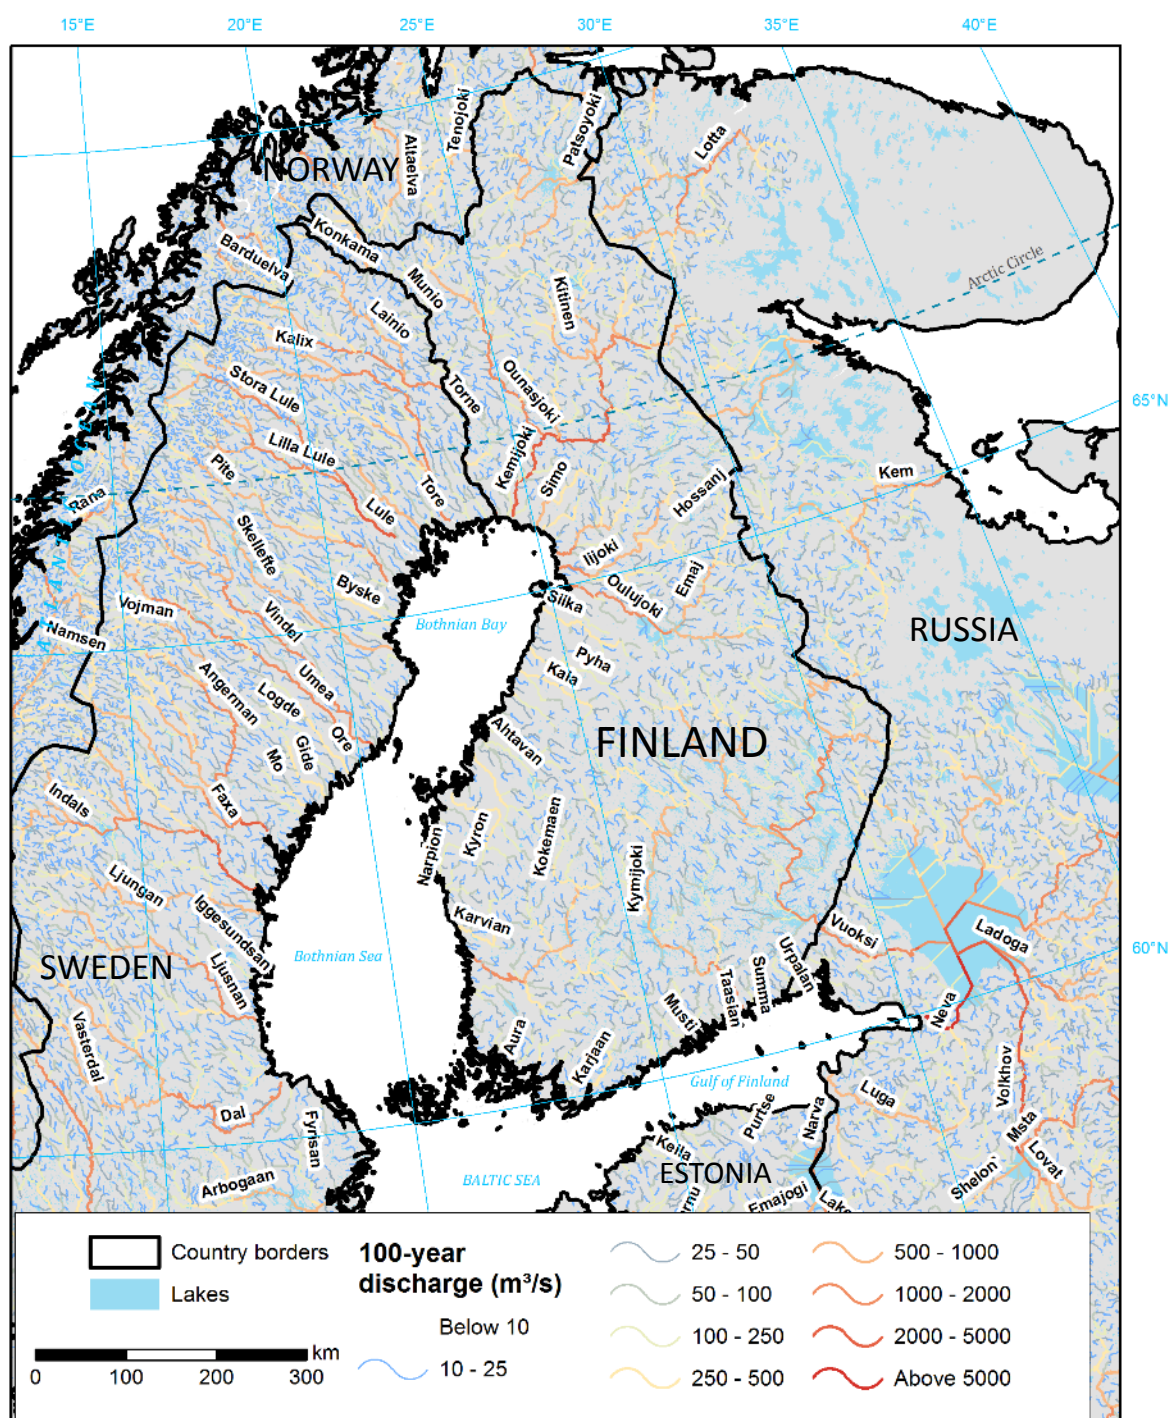 15°E
20°E
25°E
30°E
35°E
40°E
Tenojoki
Patsoyoki
Lotta
Altaelva
NORWAY
Konkama
Barduelva
Arctic Circle
Munio
Kitinen
Lainio
Kalix
Stora Lule
Ounasjoki
Torne
65°N
ATLANTIC OCEAN
Lilla Lule
Kemijoki
Pite
Simo
Kem
Rana
Tore
Hossanj
Lule
Skellefte
Iijoki
Emaj
Oulujoki
Byske
Siika
Vojman
Vindel
Bothnian Bay
RUSSIA
Namsen
Pyha
Kala
Umea
Angerman
Logde
Ore
Gide
Mo
Ahtavan
FINLAND
Indals
Faxa
Kyron
Kokemaen
Narpion
Kymijoki
Ljungan
Iggesundsan
Karvian
Vuoksi
Ladoga
60°N
Bothnian Sea
SWEDEN
Ljusnan
Urpalan
Summa
Taasian
Musti
Neva
Vasterdal
Aura
Karjaan
Gulf of Finland
Volkhov
Luga
Dal
Fyrisan
Purtse
Narva
Msta
Keila
Lovat
Shelon
BALTIC SEA
ESTONIA
Arbogaan
Emajogi
Lake
Country borders
Lakes
km
0 100 200 300
100-year
discharge (m³/s)
Below 10
10 - 25
25 - 50
50 - 100
100 - 250
250 - 500
500 - 1000
1000 - 2000
2000 - 5000
Above 5000